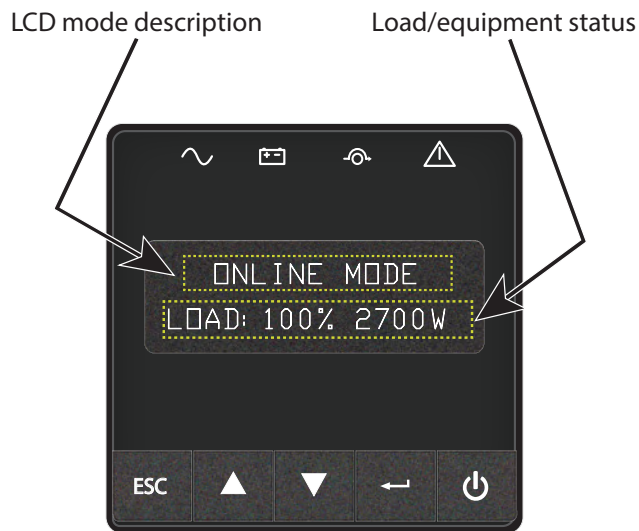 LCD mode description
Load/equipment status
ONLINE MODE
LOAD: 100% 2700W
ESC